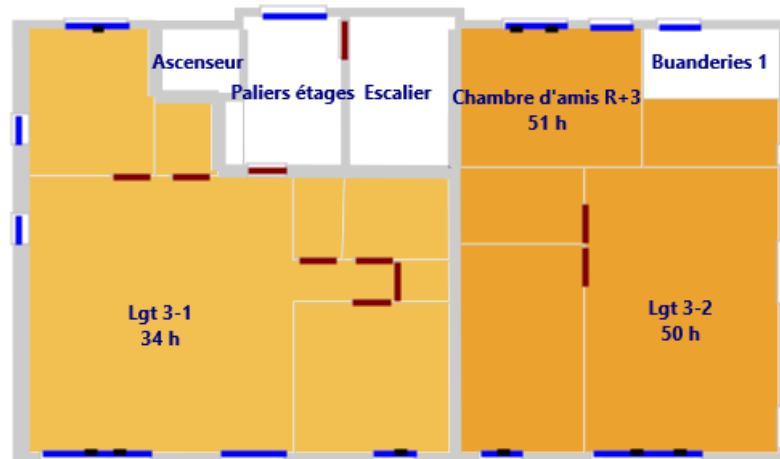 Ascenseur
Buanderies 1
Paliers étages
Escalier
Chambre d'amis R+3
51 h
Lgt 3-1
34 h
Lgt 3-2
50 h